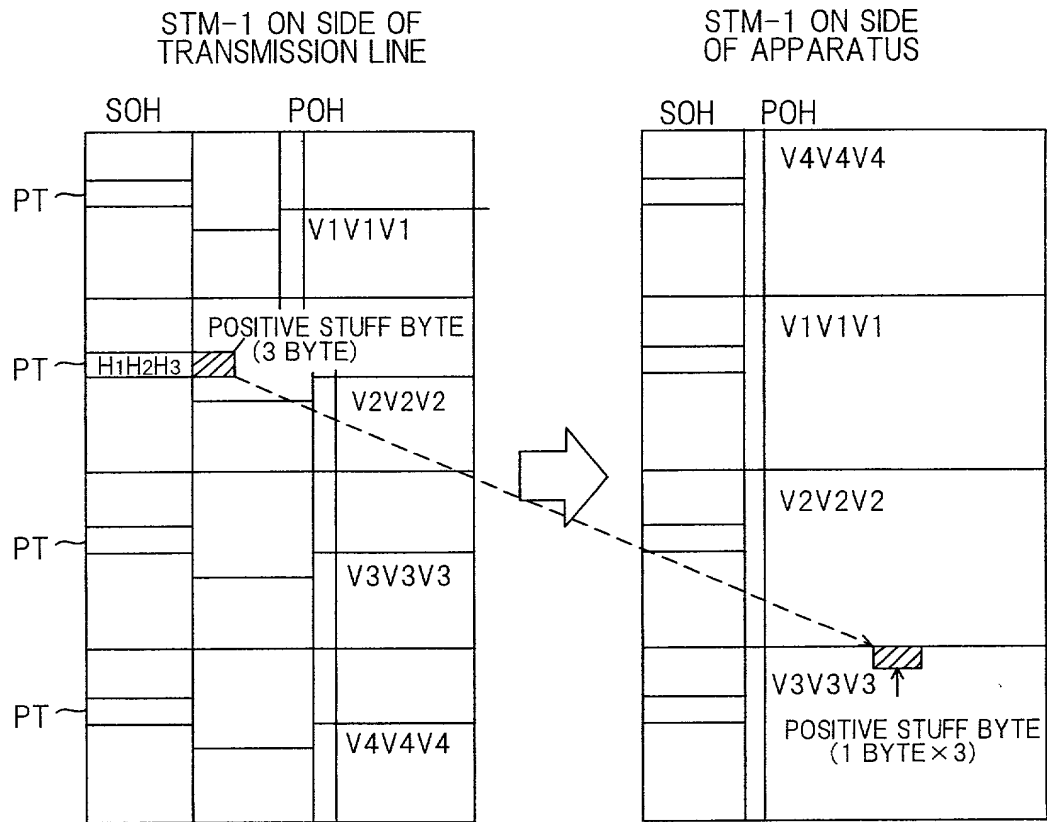 STM-1 ON SIDE OF
TRANSMISSION LINE
STM-1 ON SIDE
OF APPARATUS
SOH
POH
SOH
POH
PT
V1V1V1
V4V4V4
POSITIVE STUFF BYTE
(3 BYTE)
PT
H1H2H3
V1V1V1
V2V2V2
V2V2V2
PT
V3V3V3
V3V3V3
PT
V4V4V4
POSITIVE STUFF BYTE
(1 BYTE×3)